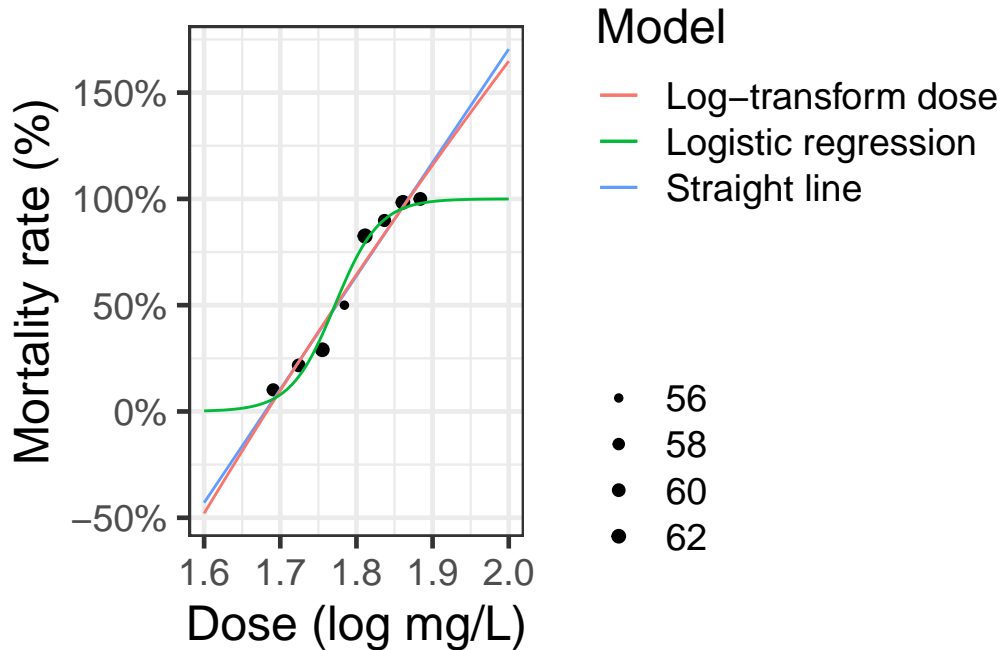 Mortality rate (%)
150%
100%
50%
0%
−50%
1.6 1.7 1.8 1.9 2.0
Dose (log mg/L)
Model
Log−transform dose
Logistic regression
Straight line
56
58
60
62